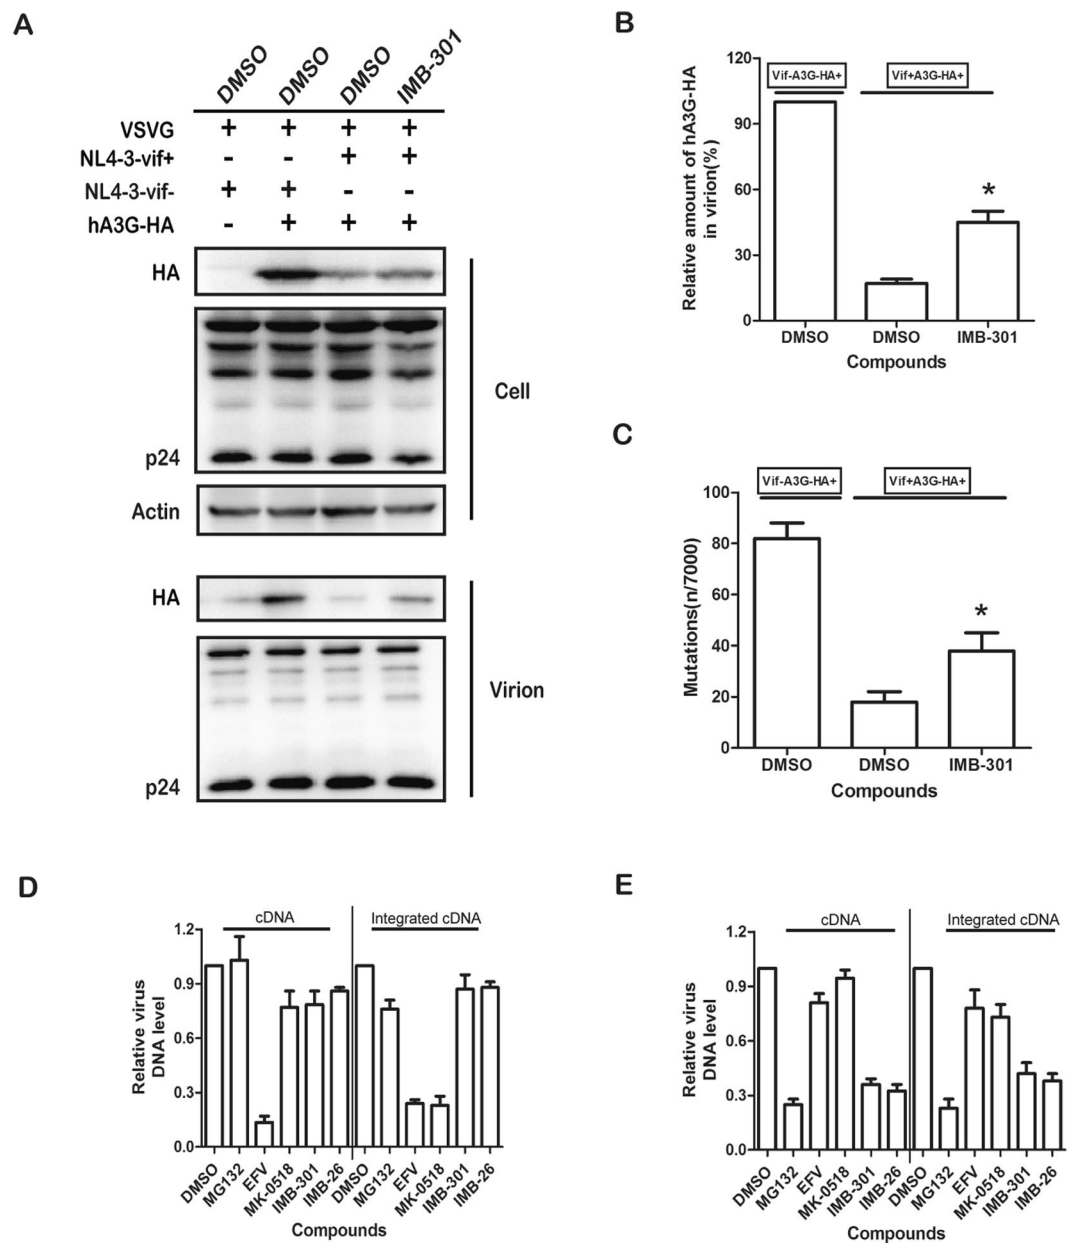 A
DMSO DMSO DMSO IMB-301
VSVG + + + +
NL4-3-vif+ - - + +
NL4-3-vif- + + - -
hA3G-HA - + + +
HA
p24
Cell
Actin
HA
Virion
p24
B
Relative amount of hA3G-HA
in virion(%)
120
90
60
30
0
Vif-A3G-HA+ Vif+A3G-HA+
*
DMSO DMSO IMB-301
Compounds
C
Mutations(n/7000)
100
80
60
40
20
0
Vif-A3G-HA+ Vif+A3G-HA+
*
DMSO DMSO IMB-301
Compounds
D
Relative virus
DNA level
1.2
0.9
0.6
0.3
0.0
cDNA Integrated cDNA
DMSO MG132 EFV MK-0518 IMB-301 IMB-26 DMSO MG132 EFV MK-0518 IMB-301 IMB-26
Compounds
E
Relative virus
DNA level
1.2
0.9
0.6
0.3
0.0
cDNA Integrated cDNA
DMSO MG132 EFV MK-0518 IMB-301 IMB-26 DMSO MG132 EFV MK-0518 IMB-301 IMB-26
Compounds